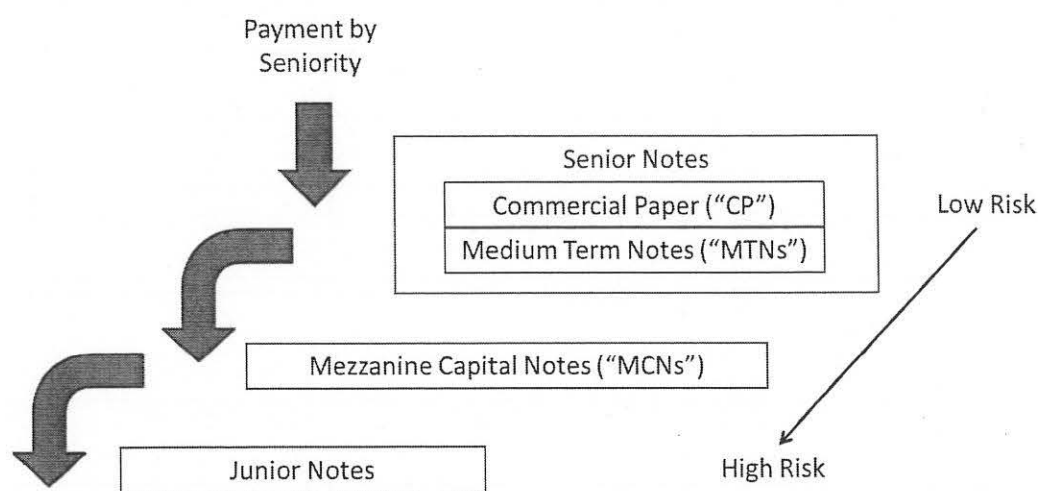 Payment by
Seniority
Senior Notes
Commercial Paper (“CP”)
Low Risk
Medium Term Notes (“MTNs”)
Mezzanine Capital Notes (“MCNs”)
Junior Notes
High Risk